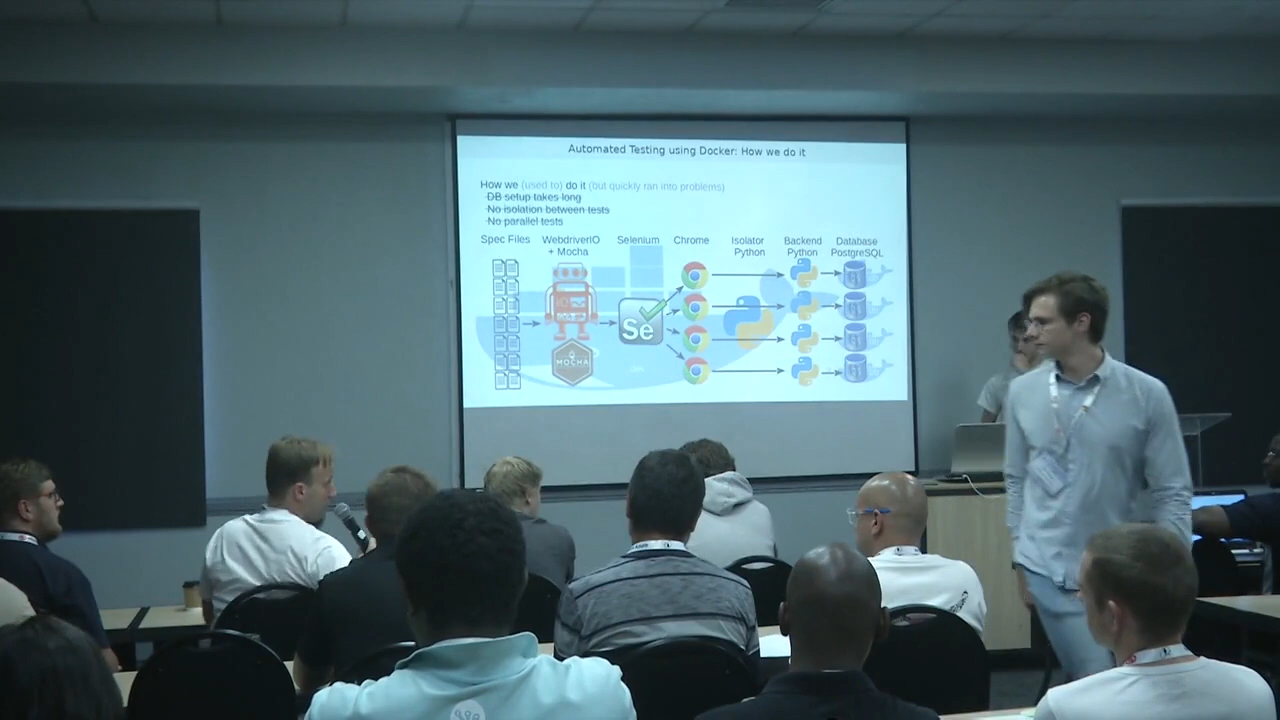 Automated Testing using Docker: How we do it
How we (used to) do it (but quickly ran into problems)
-DB setup takes long
-No isolation between tests
-No parallel tests
Spec Files WebdriverIO + Mocha Selenium Chrome Isolator Python Backend Python Database PostgreSQL
Se
MOCHA